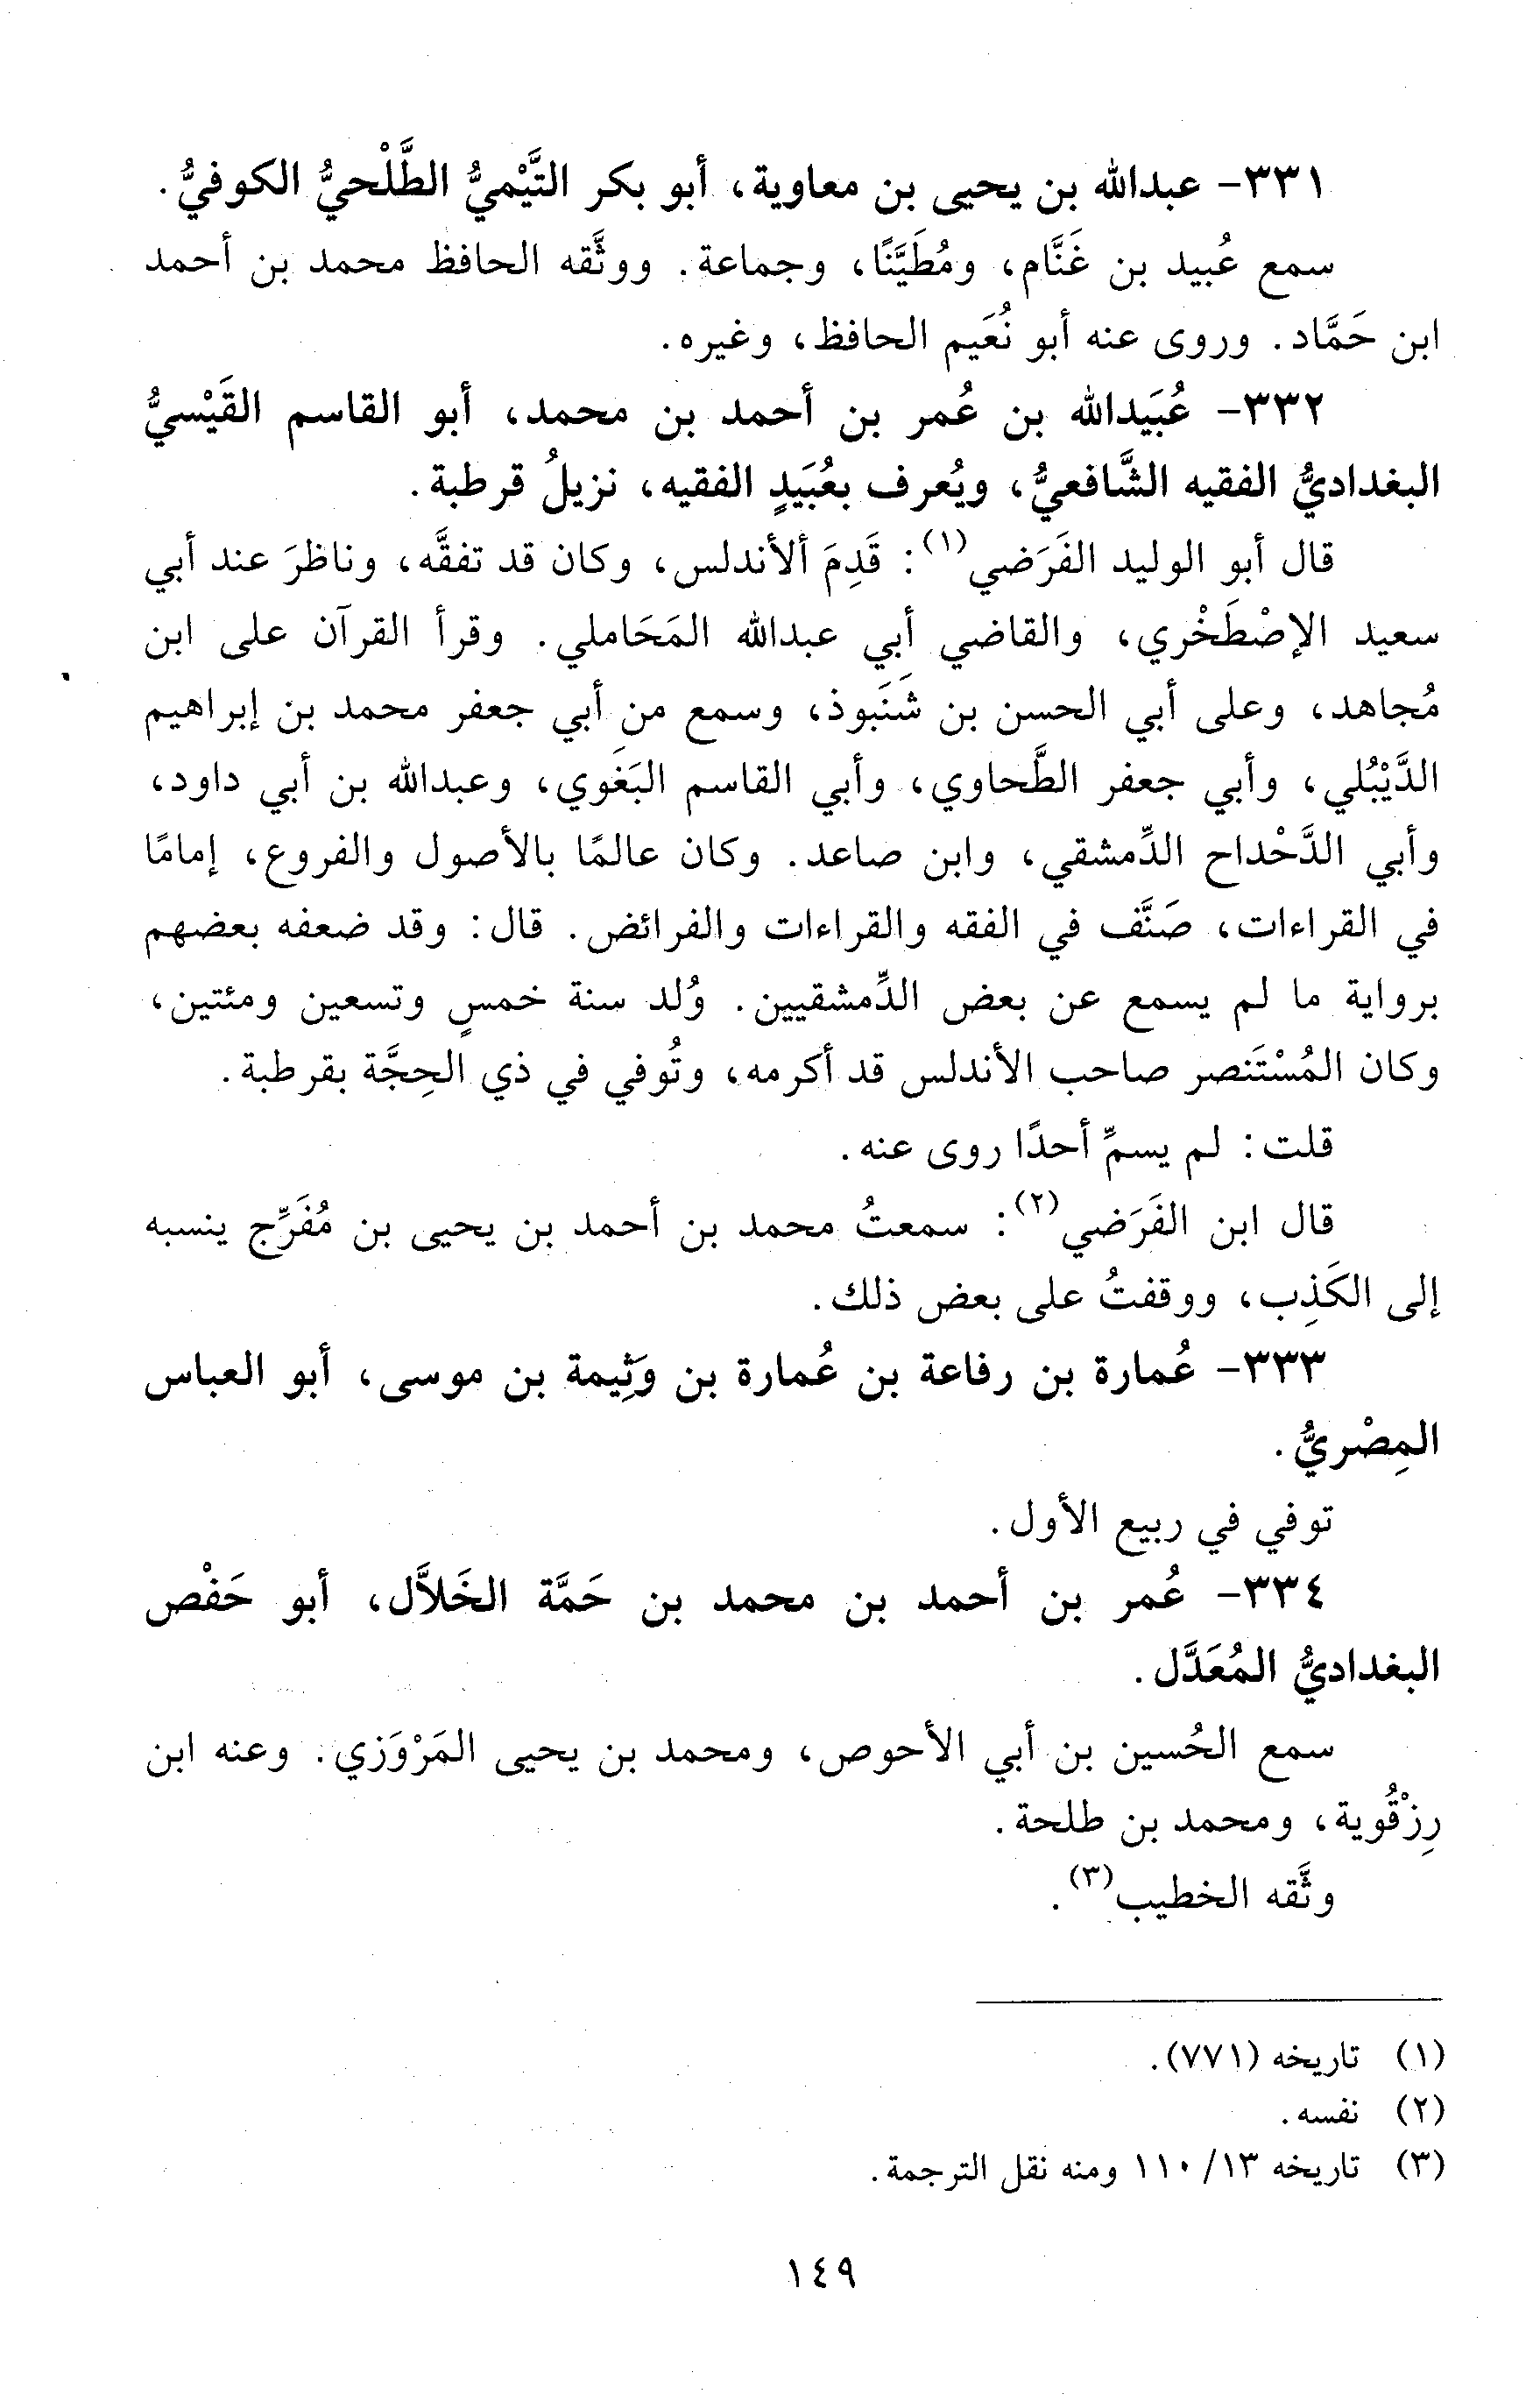 ٣٣١- عبدالله بن يحيى بن معاوية، أبو بكر التَّيْميُّ الطَّلْحيُّ الكوفيُّ.
سمع عُبيد بن غَنَّام، ومُطَيَّنًا، وجماعة. ووثَّقه الحافظ محمد بن أحمد
ابن حَمَّاد. وروى عنه أبو نُعَيم الحافظ، وغيره.
٣٣٢- عُبَيدالله بن عُمر بن أحمد بن محمد، أبو القاسم القَيْسيُّ
البغداديُّ الفقيه الشَّافعيُّ، ويُعرف بعُبَيدٍ الفقيه، نزيلُ قرطبة.
قال أبو الوليد الفَرَضي(١): قَدِمَ ألأندلس، وكان قد تفقَّه، وناظرَ عند أبي
سعيد الإصْطَخْري، والقاضي أبي عبدالله المَحَاملي. وقرأ القرآن على ابن
مُجاهد، وعلى أبي الحسن بن شَنَبوذ، وسمع من أبي جعفر محمد بن إبراهيم
الدَّيْبُلي، وأبي جعفر الطَّحاوي، وأبي القاسم البَغَوي، وعبدالله بن أبي داود،
وأبي الدَّحْداح الدِّمشقي، وابن صاعد. وكان عالمًا بالأصول والفروع، إمامًا
في القراءات، صَنَّف في الفقه والقراءات والفرائض. قال: وقد ضعفه بعضهم
برواية ما لم يسمع عن بعض الدِّمشقيين. وُلد سنة خمسٍ وتسعين ومئتين،
وكان المُسْتَنصر صاحب الأندلس قد أكرمه، وتُوفي في ذي الحِجَّة بقرطبة.
قلت: لم يسمِّ أحدًا روى عنه.
قال ابن الفَرَضي(٢): سمعتُ محمد بن أحمد بن يحيى بن مُفَرِّج ينسبه
إلى الكَذِب، ووقفتُ على بعض ذلك.
٣٣٣- عُمارة بن رفاعة بن عُمارة بن وَثِيمة بن موسى، أبو العباس
المِصْريُّ.
توفي في ربيع الأول.
٣٣٤- عُمر بن أحمد بن محمد بن حَمَّة الخَلاَّل، أبو حَفْص
البغداديُّ المُعَدَّل.
سمع الحُسين بن أبي الأحوص، ومحمد بن يحيى المَرْوَزي. وعنه ابن
رِزْقُوية، ومحمد بن طلحة.
وثَّقه الخطيب(٣).
(١) تاريخه (٧٧١).
(٢) نفسه.
(٣) تاريخه ١٣/ ١١٠ ومنه نقل الترجمة.
١٤٩